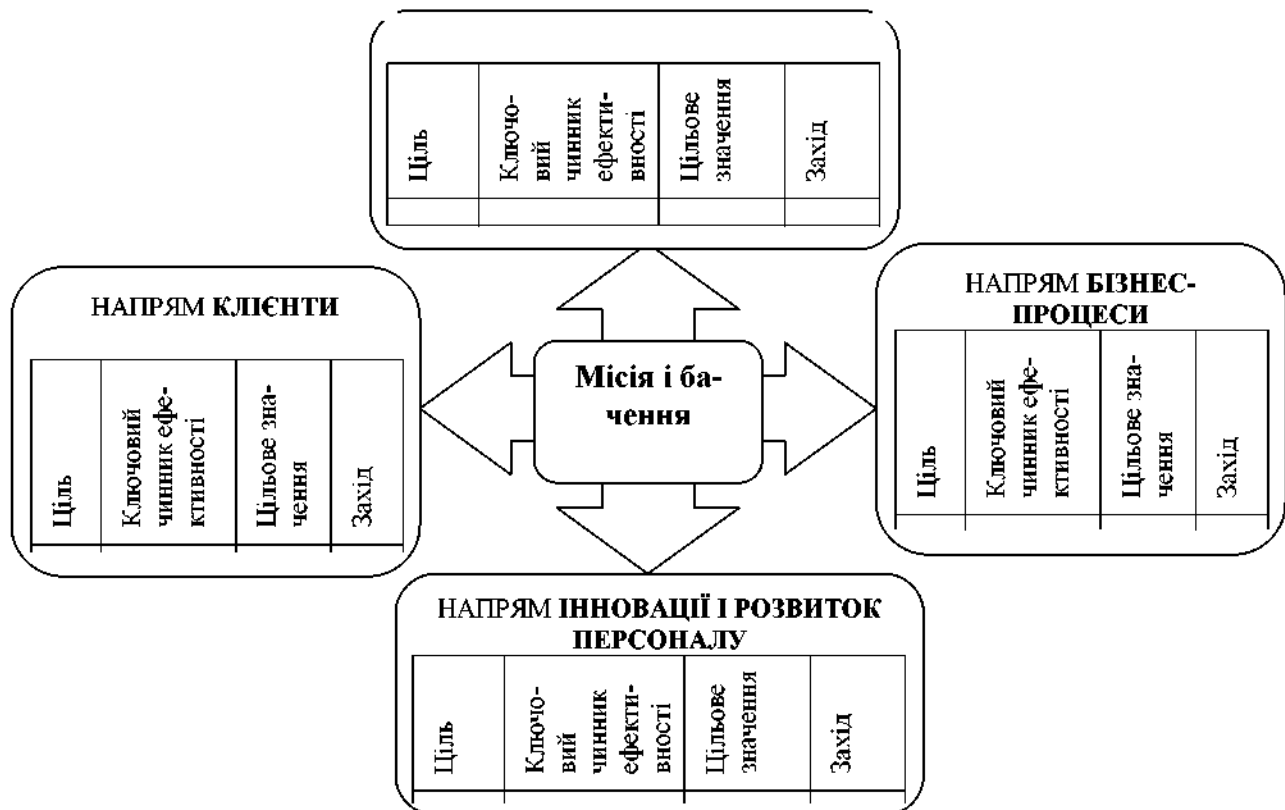 Ціль
Ключо-
вий
чинник
ефекти-
вності
Цільове
значення
Захід
НАПРЯМ КЛІЄНТИ
Ціль
Ключовий
чинник ефе-
ктивності
Цільове зна-
чення
Захід
Місія і ба-
чення
НАПРЯМ БІЗНЕС-
ПРОЦЕСИ
Ціль
Ключовий
чинник ефе-
ктивності
Цільове зна-
чення
Захід
НАПРЯМ ІННОВАЦІЇ І РОЗВИТОК
ПЕРСОНАЛУ
Ціль
Ключо-
вий
чинник
ефекти-
вності
Цільове
значення
Захід